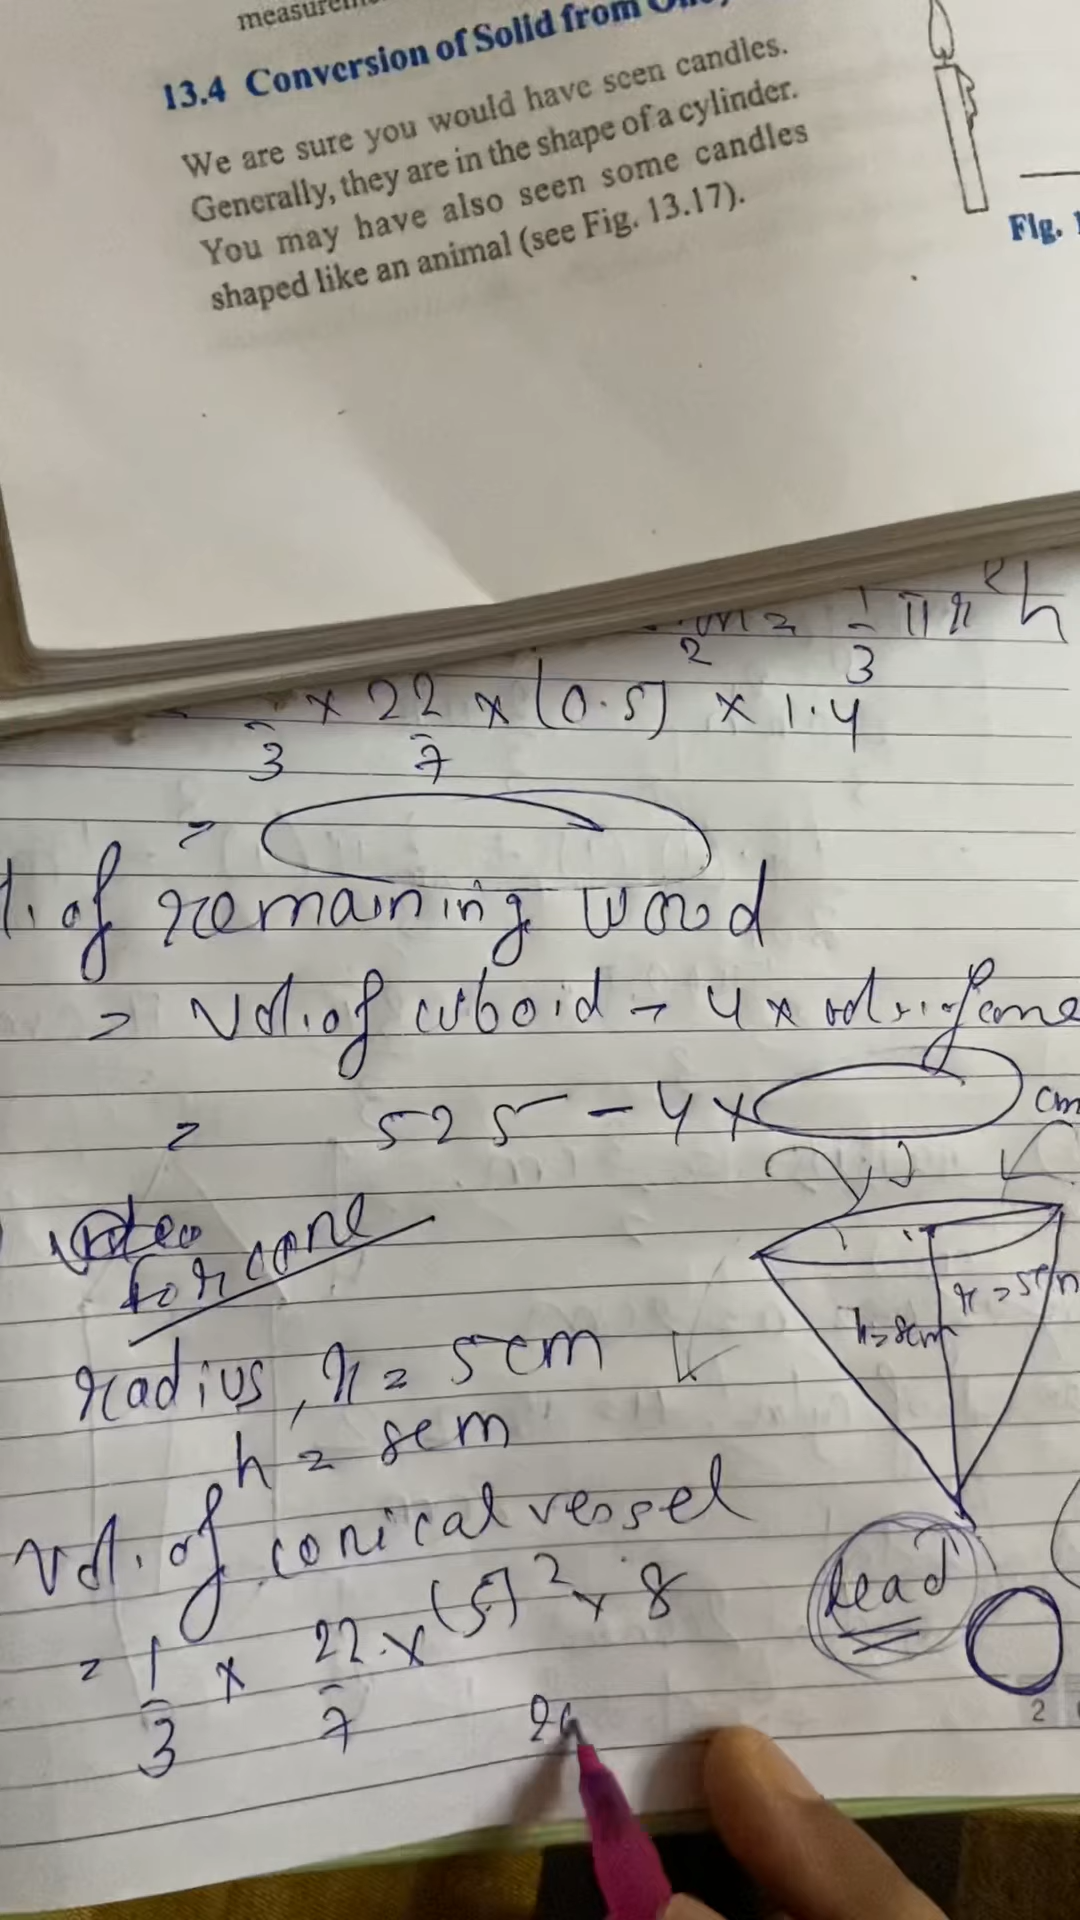 13.4 Conversion of Solid from
We are sure you would have seen candles.
Generally, they are in the shape of a cylinder.
You may have also seen some candles
shaped like an animal (see Fig. 13.17).
Fig. 1
= 1/3 πr²h
3 × 22/7 × (0.5)² × 1.4
=
of remaining wood
= Vol. of cuboid - 4 × vol. of cone
= 525 - 4 × cm
for cone
radius, r = 5cm
h = 8cm
h = 8cm
r = 5cm
Vol. of conical vessel
= 1/3 × 22/7 × (5)² × 8
lead
2